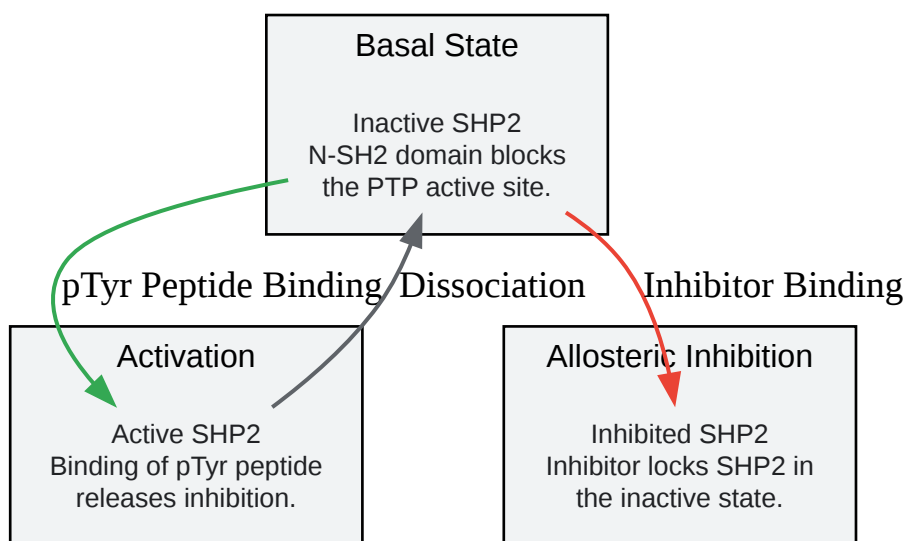 Basal State
Inactive SHP2
N-SH2 domain blocks
the PTP active site.
pTyr Peptide Binding
Dissociation
Inhibitor Binding
Activation
Active SHP2
Binding of pTyr peptide
releases inhibition.
Allosteric Inhibition
Inhibited SHP2
Inhibitor locks SHP2 in
the inactive state.